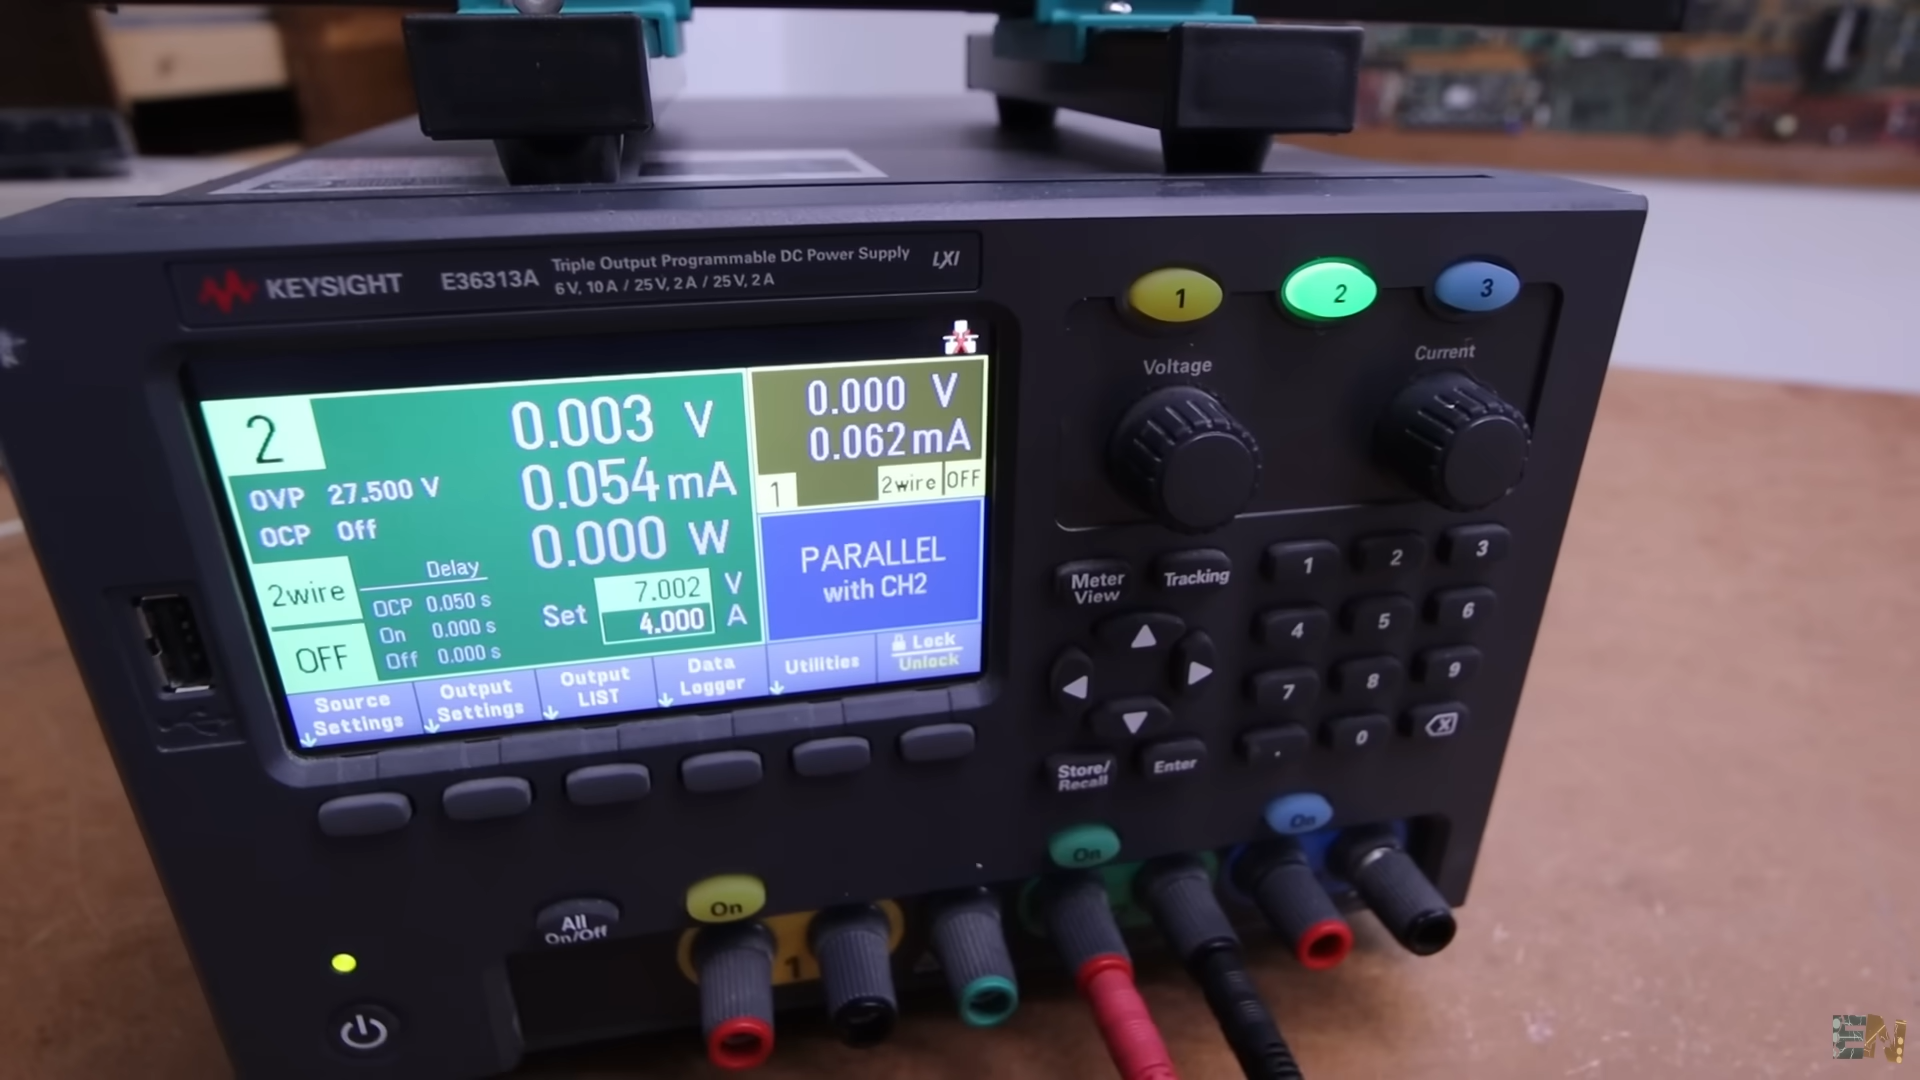 KEYSIGHT E36313A Triple Output Programmable DC Power Supply LXI
6V, 10A / 25V, 2A / 25V, 2A
1 2 3
Voltage Current
2
0.003 V
0.054 mA
0.000 W
OVP 27.500 V
OCP Off
2wire
OFF
Delay
OCP 0.050 s
On 0.000 s
Off 0.000 s
Set 7.002 V
4.000 A
0.000 V
0.062 mA
1 2wire OFF
PARALLEL
with CH2
Source
Settings
Output
Settings
Output
LIST
Data
Logger
Utilities
Lock
Unlock
Meter
View
Tracking
1 2 3
4 5 6
7 8 9
. 0
Store/
Recall
Enter
All
On/Off
On
On
On
1
EN